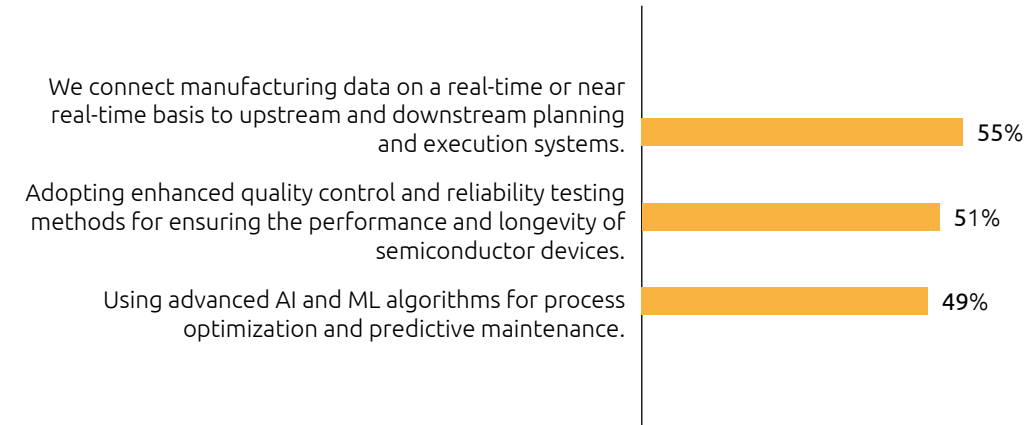 We connect manufacturing data on a real-time or near
real-time basis to upstream and downstream planning
and execution systems.
55%
Adopting enhanced quality control and reliability testing
methods for ensuring the performance and longevity of
semiconductor devices.
51%
Using advanced AI and ML algorithms for process
optimization and predictive maintenance.
49%